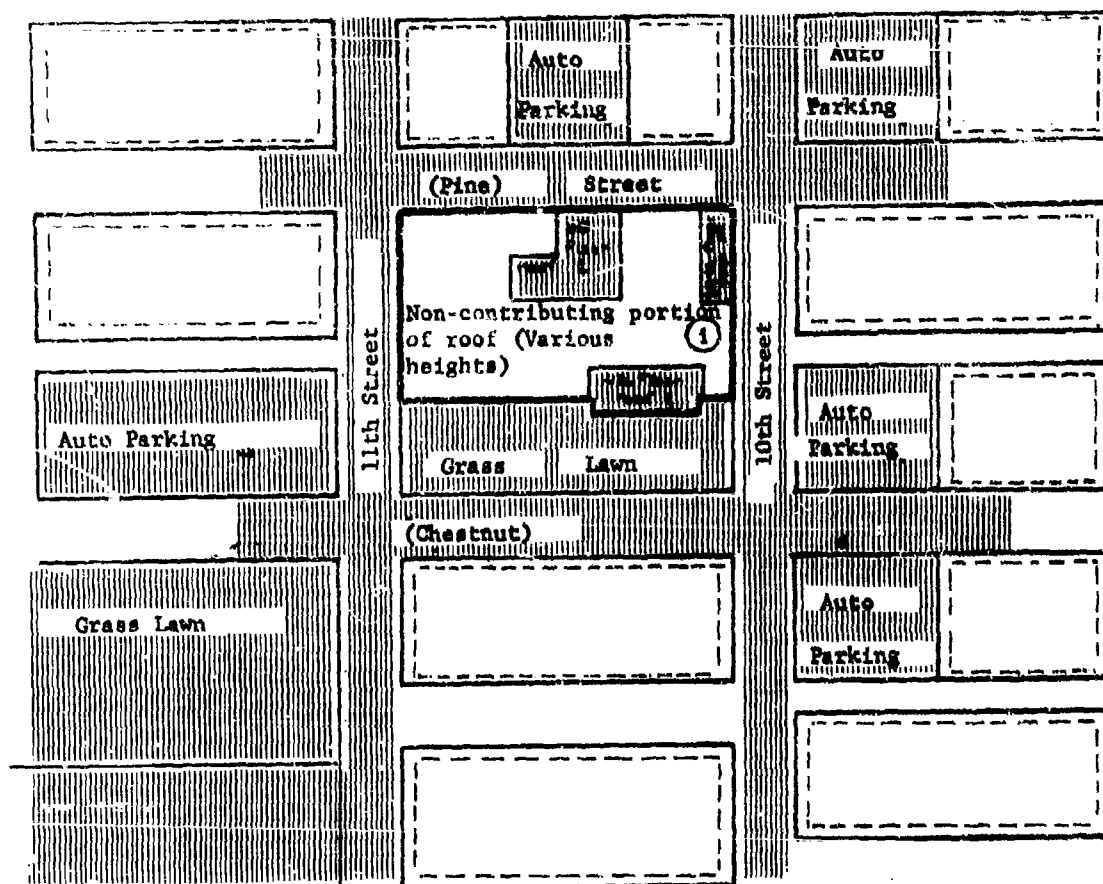 Auto
Parking
Auto
Parking
(Pine) Street
Non-contributing portion
of roof (Various
heights)
1
11th Street
10th Street
Auto Parking
Auto
Parking
Grass Lawn
(Chestnut)
Grass Lawn
Auto
Parking